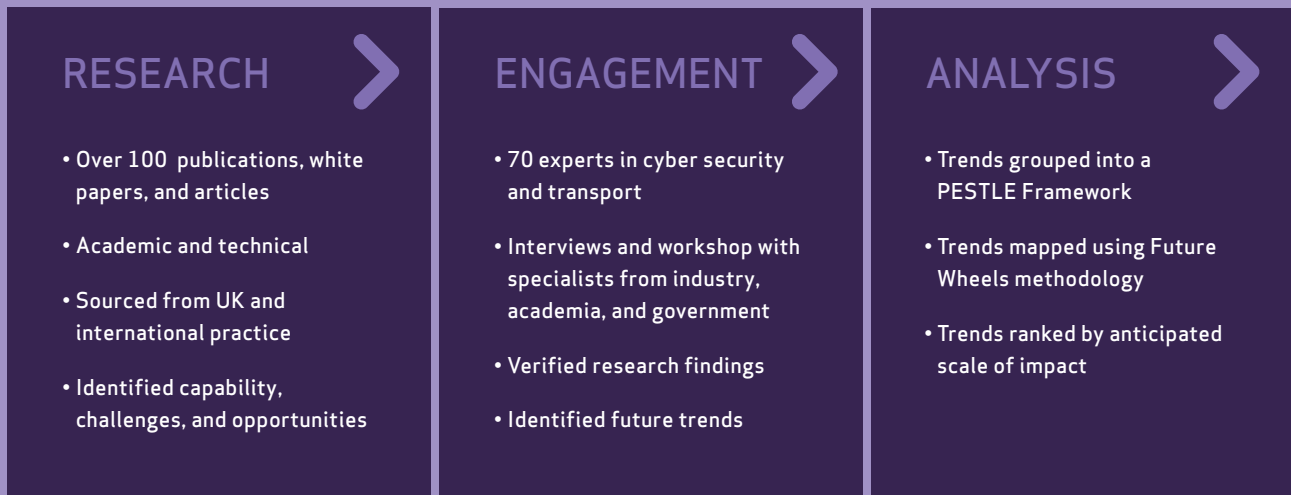 RESEARCH
• Over 100 publications, white
papers, and articles
• Academic and technical
• Sourced from UK and
international practice
• Identified capability,
challenges, and opportunities
ENGAGEMENT
• 70 experts in cyber security
and transport
• Interviews and workshop with
specialists from industry,
academia, and government
• Verified research findings
• Identified future trends
ANALYSIS
• Trends grouped into a
PESTLE Framework
• Trends mapped using Future
Wheels methodology
• Trends ranked by anticipated
scale of impact